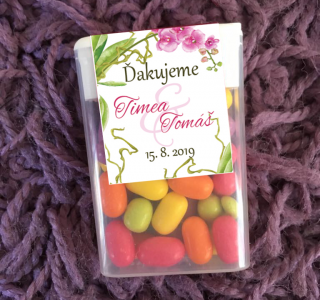 Ďakujeme
Timea
&
Tomáš
15. 8. 2019